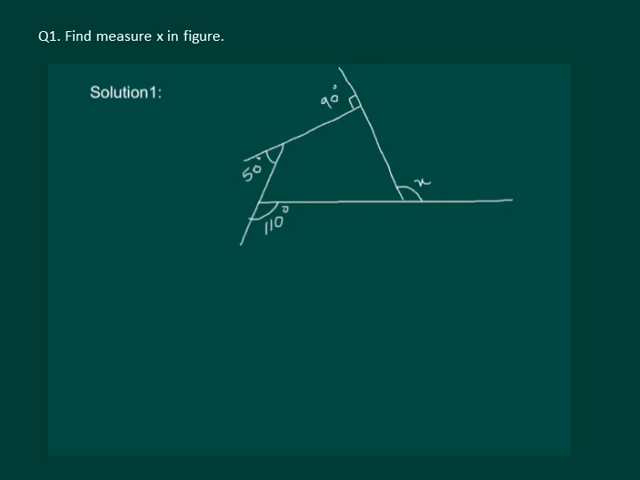 Q1. Find measure x in figure.
Solution1:
90°
50°
x
110°